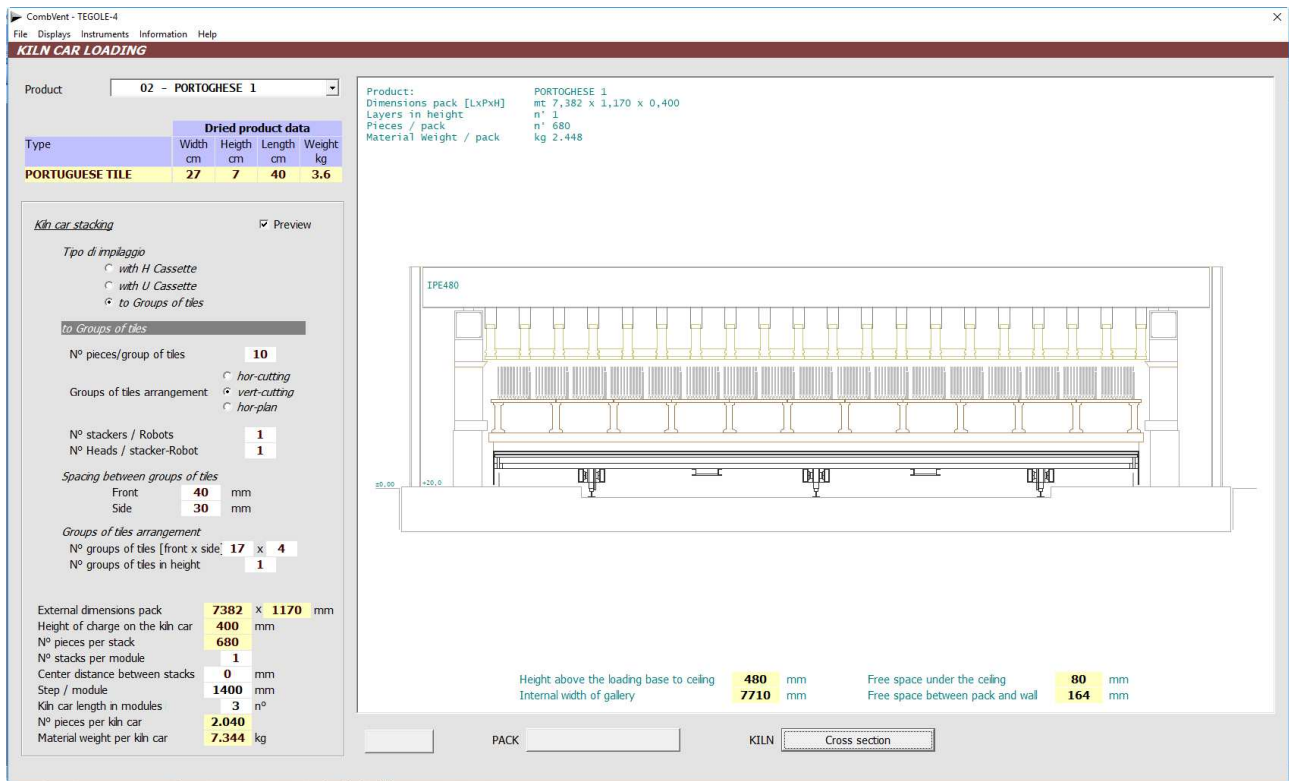 CombVent - TEGOLE-4
File Displays Instruments Information Help
KILN CAR LOADING
Product 02 - PORTOGHESE 1
Dried product data
Type Width Heigth Length Weight
cm cm cm kg
PORTUGUESE TILE 27 7 40 3.6
Kiln car stacking Preview
Tipo di impilaggio
with H Cassette
with U Cassette
to Groups of tiles
to Groups of tiles
Nº pieces/group of tiles 10
hor-cutting
Groups of tiles arrangement vert-cutting
hor-plan
Nº stackers / Robots 1
Nº Heads / stacker-Robot 1
Spacing between groups of tiles
Front 40 mm
Side 30 mm
Groups of tiles arrangement
Nº groups of tiles [front x side] 17 x 4
Nº groups of tiles in height 1
External dimensions pack 7382 x 1170 mm
Height of charge on the kiln car 400 mm
Nº pieces per stack 680
Nº stacks per module 1
Center distance between stacks 0 mm
Step / module 1400 mm
Kiln car length in modules 3 nº
Nº pieces per kiln car 2.040
Material weight per kiln car 7.344 kg
Product: PORTOGHESE 1
Dimensions pack [LxPxH] mt 7,382 x 1,170 x 0,400
Layers in height n' 1
Pieces / pack n' 680
Material Weight / pack kg 2.448
IPE480
±0,00 +20,0
Height above the loading base to ceiling 480 mm Free space under the ceiling 80 mm
Internal width of gallery 7710 mm Free space between pack and wall 164 mm
PACK KILN Cross section